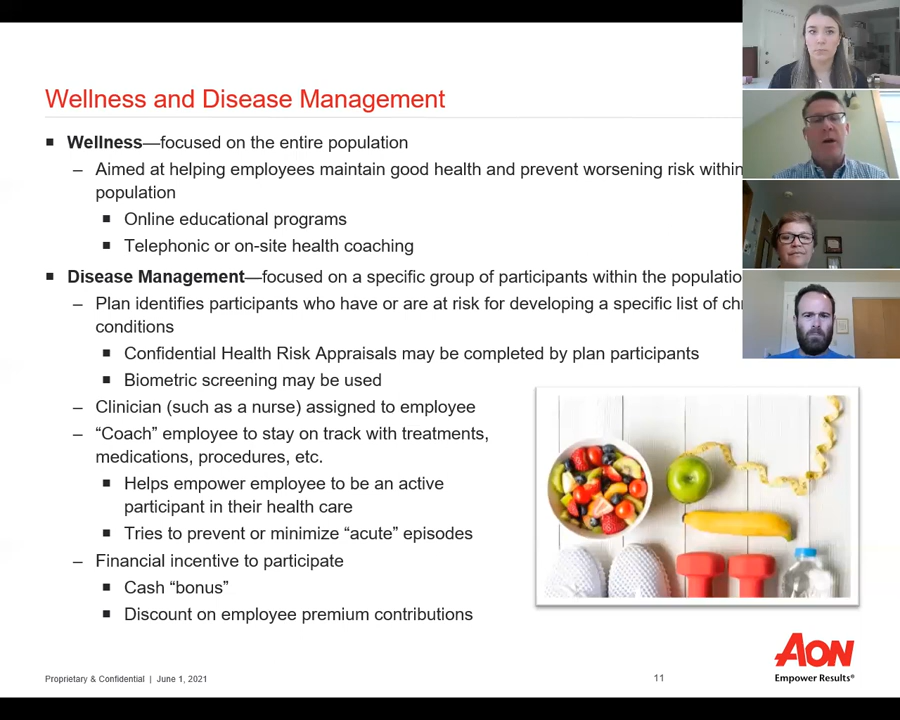 Wellness and Disease Management
■ Wellness—focused on the entire population
– Aimed at helping employees maintain good health and prevent worsening risk within
population
■ Online educational programs
■ Telephonic or on-site health coaching
■ Disease Management—focused on a specific group of participants within the populatio
– Plan identifies participants who have or are at risk for developing a specific list of ch
conditions
■ Confidential Health Risk Appraisals may be completed by plan participants
■ Biometric screening may be used
– Clinician (such as a nurse) assigned to employee
– “Coach” employee to stay on track with treatments,
medications, procedures, etc.
■ Helps empower employee to be an active
participant in their health care
■ Tries to prevent or minimize “acute” episodes
– Financial incentive to participate
■ Cash “bonus”
■ Discount on employee premium contributions
AON
Empower Results®
Proprietary & Confidential | June 1, 2021
11